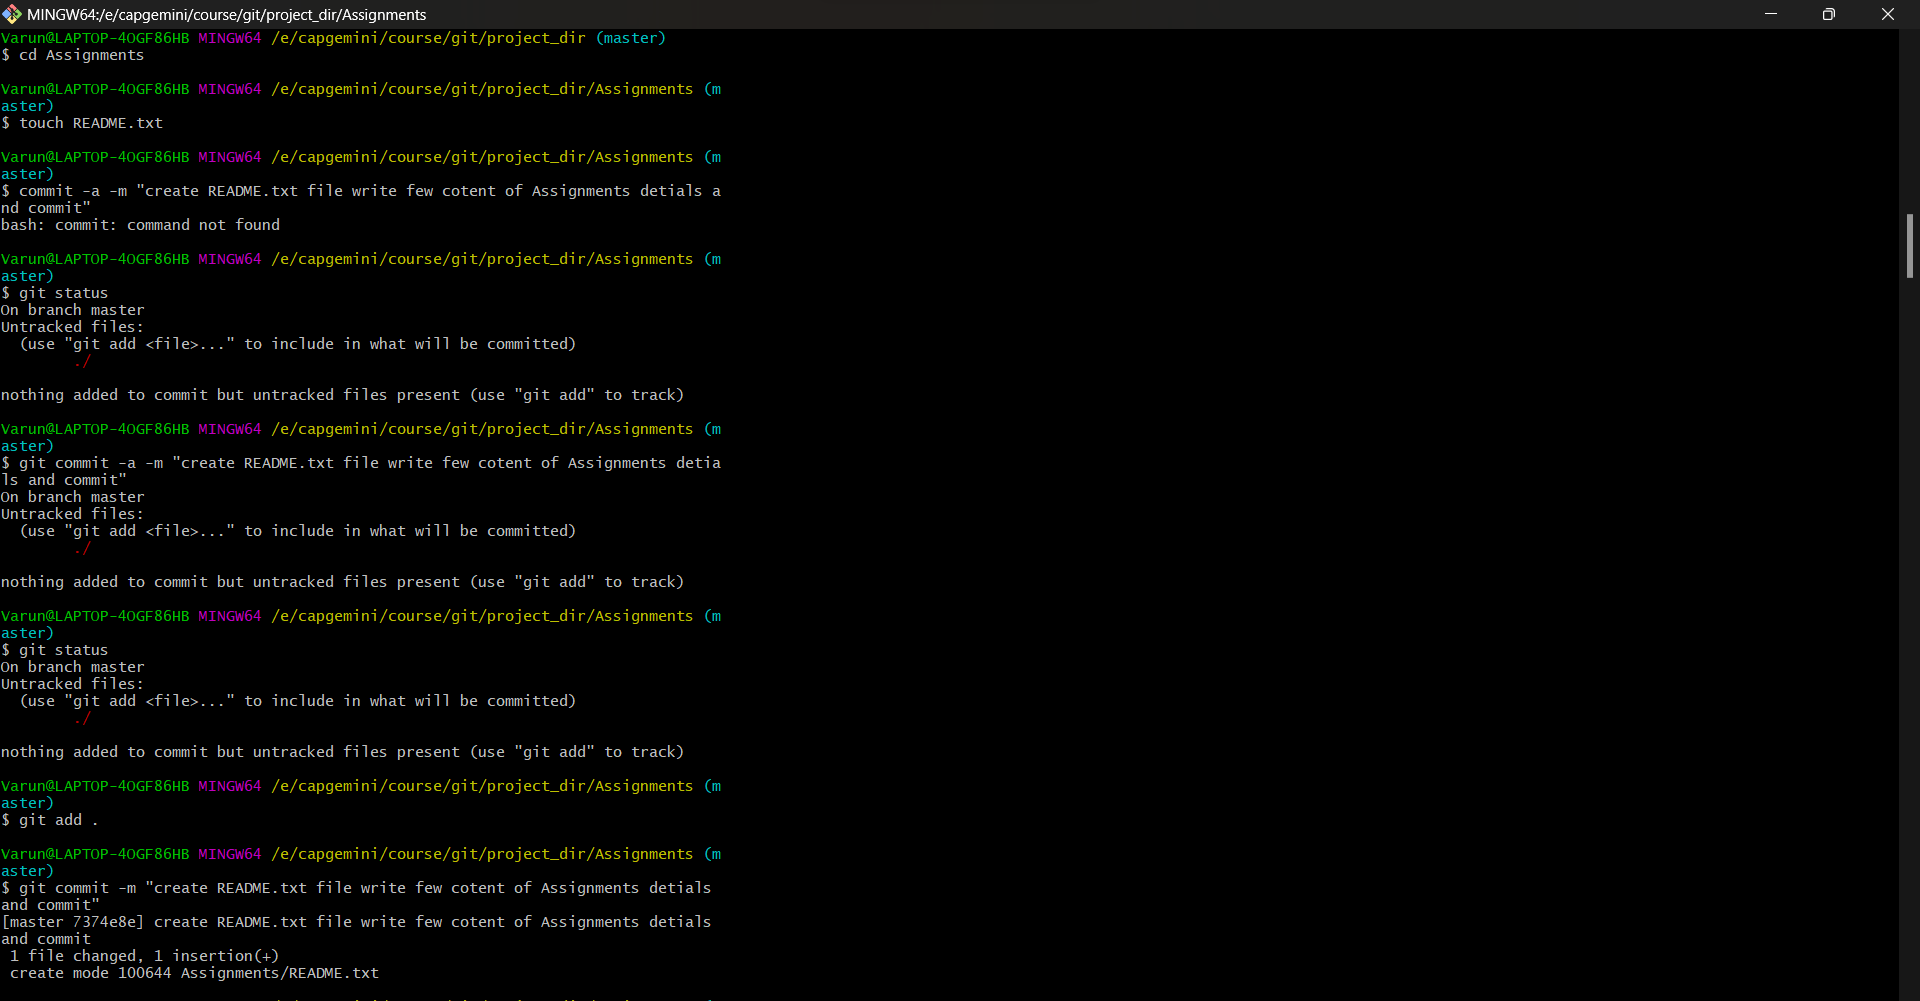 MINGW64:/e/capgemini/course/git/project_dir/Assignments
Varun@LAPTOP-4OGF86HB MINGW64 /e/capgemini/course/git/project_dir (master)
$ cd Assignments
Varun@LAPTOP-4OGF86HB MINGW64 /e/capgemini/course/git/project_dir/Assignments (m
aster)
$ touch README.txt
Varun@LAPTOP-4OGF86HB MINGW64 /e/capgemini/course/git/project_dir/Assignments (m
aster)
$ commit -a -m "create README.txt file write few cotent of Assignments detials a
nd commit"
bash: commit: command not found
Varun@LAPTOP-4OGF86HB MINGW64 /e/capgemini/course/git/project_dir/Assignments (m
aster)
$ git status
On branch master
Untracked files:
  (use "git add <file>..." to include in what will be committed)
        ./
nothing added to commit but untracked files present (use "git add" to track)
Varun@LAPTOP-4OGF86HB MINGW64 /e/capgemini/course/git/project_dir/Assignments (m
aster)
$ git commit -a -m "create README.txt file write few cotent of Assignments detia
ls and commit"
On branch master
Untracked files:
  (use "git add <file>..." to include in what will be committed)
        ./
nothing added to commit but untracked files present (use "git add" to track)
Varun@LAPTOP-4OGF86HB MINGW64 /e/capgemini/course/git/project_dir/Assignments (m
aster)
$ git status
On branch master
Untracked files:
  (use "git add <file>..." to include in what will be committed)
        ./
nothing added to commit but untracked files present (use "git add" to track)
Varun@LAPTOP-4OGF86HB MINGW64 /e/capgemini/course/git/project_dir/Assignments (m
aster)
$ git add .
Varun@LAPTOP-4OGF86HB MINGW64 /e/capgemini/course/git/project_dir/Assignments (m
aster)
$ git commit -m "create README.txt file write few cotent of Assignments detials
and commit"
[master 7374e8e] create README.txt file write few cotent of Assignments detials
and commit
 1 file changed, 1 insertion(+)
 create mode 100644 Assignments/README.txt